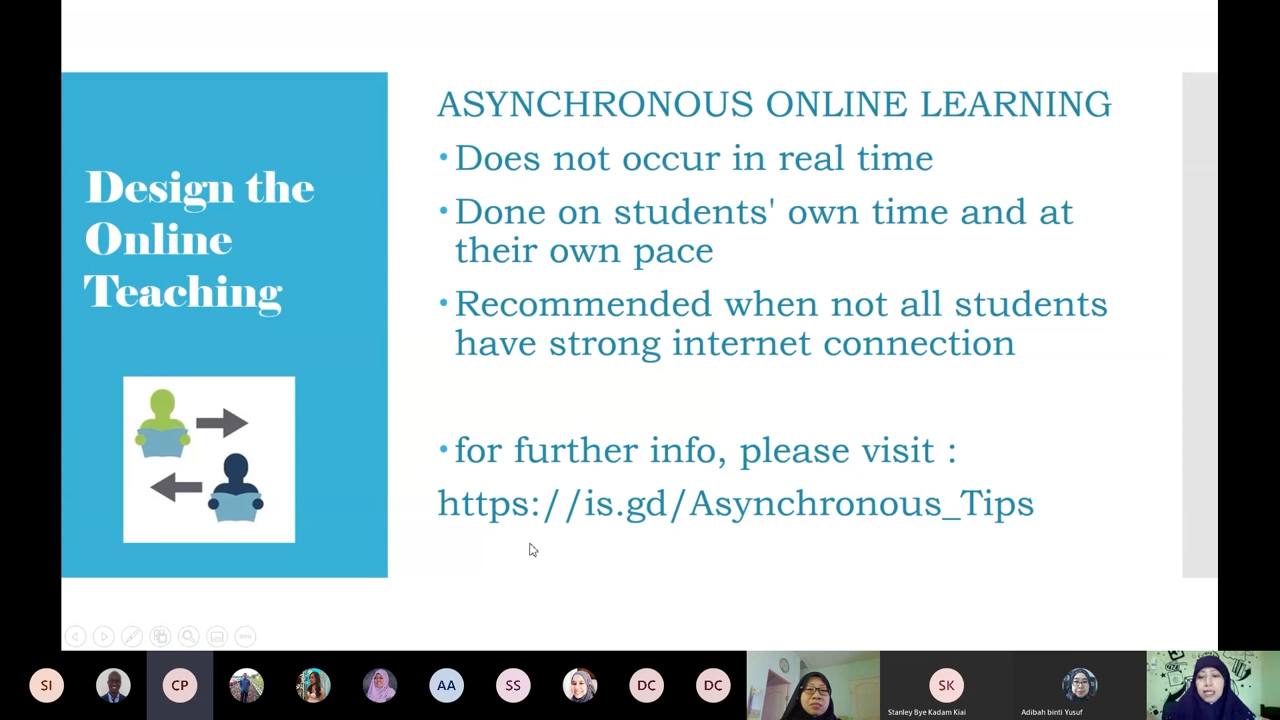 Design the
Online
Teaching
ASYNCHRONOUS ONLINE LEARNING
• Does not occur in real time
• Done on students' own time and at
their own pace
• Recommended when not all students
have strong internet connection
• for further info, please visit :
https://is.gd/Asynchronous_Tips
SI
CP
AA
SS
DC
DC
SK
Stanley Bye Kadam Kiai
Adibah binti Yusuf